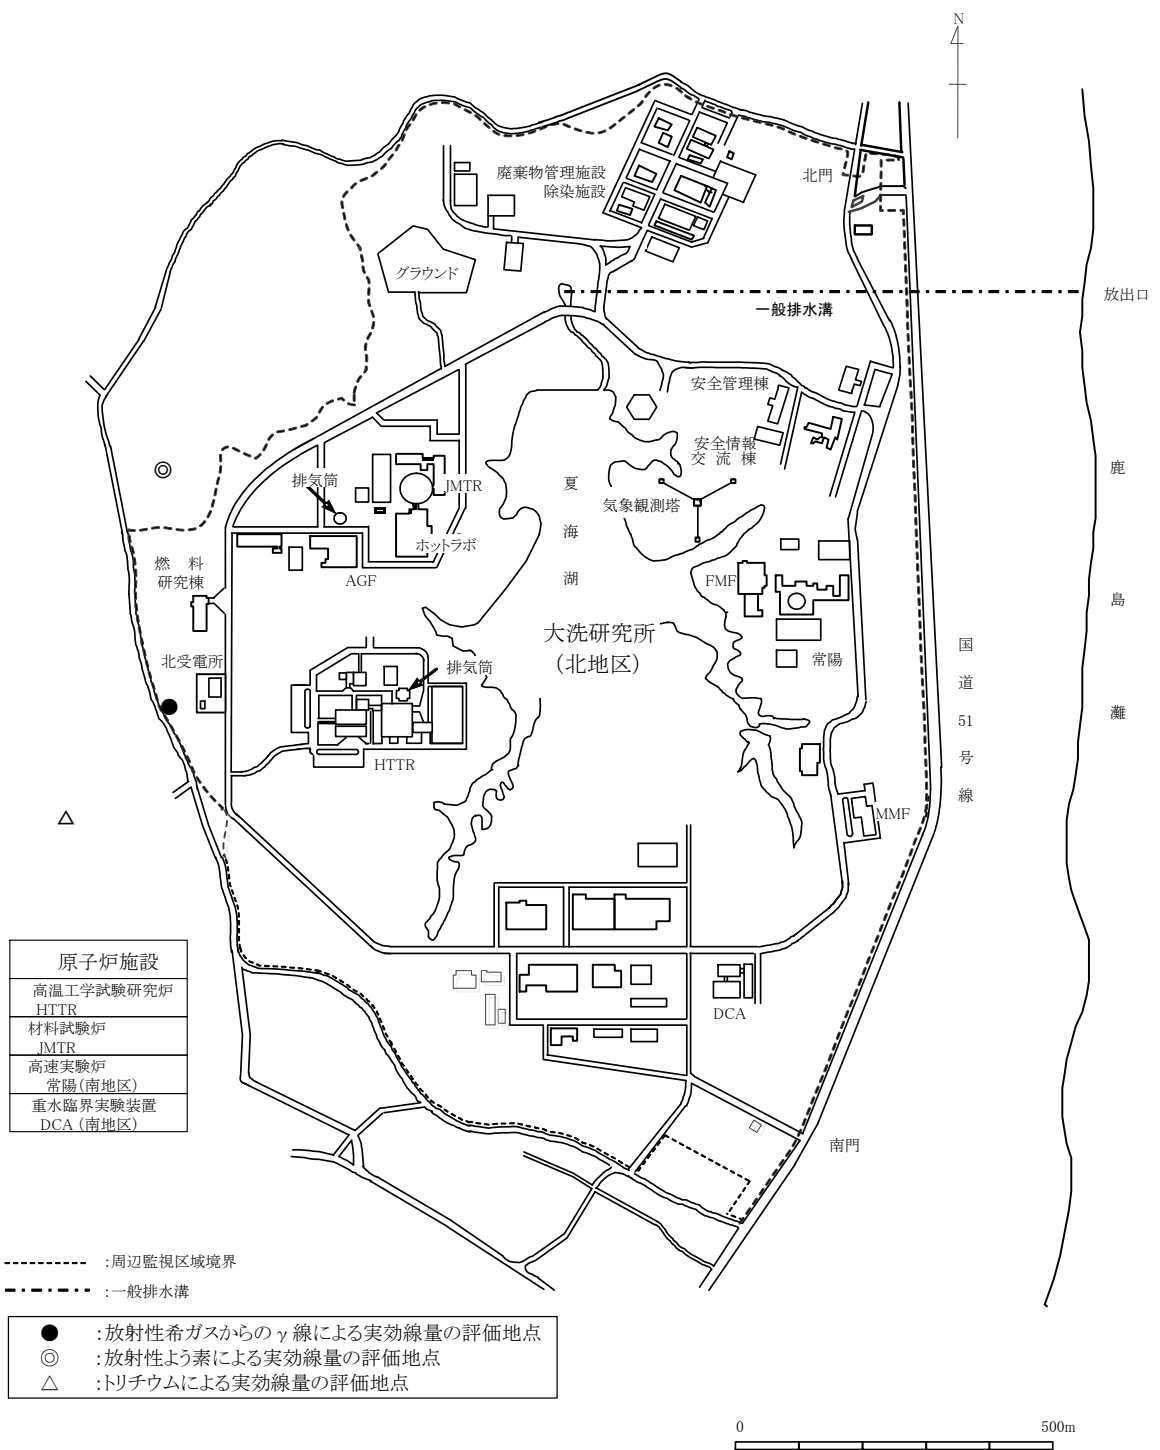 N
北門
廃棄物管理施設
除染施設
グラウンド
放出口
一般排水溝
安全管理棟
安全情報
交 流 棟
排気筒
JMTR
夏
海
湖
気象観測塔
鹿
島
灘
ホットラボ
燃 料
研究棟
AGF
FMF
大洗研究所
(北地区)
国
道
51
号
線
北受電所
排気筒
常陽
HTTR
MMF
原子炉施設
高温工学試験研究炉
HTTR
材料試験炉
JMTR
高速実験炉
常陽(南地区)
重水臨界実験装置
DCA (南地区)
DCA
南門
:周辺監視区域境界
:一般排水溝
● :放射性希ガスからのγ線による実効線量の評価地点
◎ :放射性よう素による実効線量の評価地点
△ :トリチウムによる実効線量の評価地点
0 500m